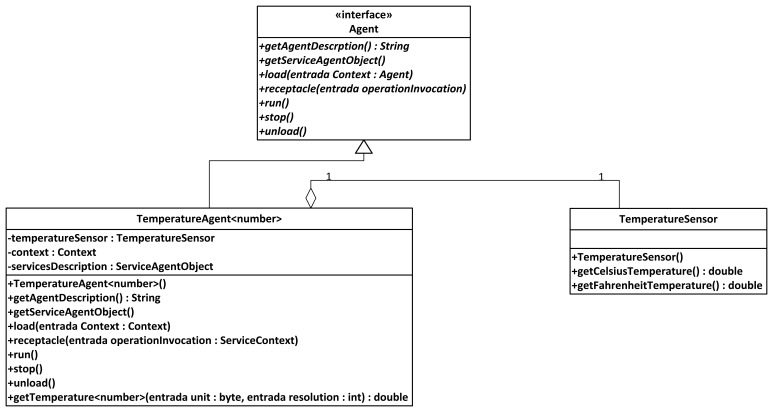 «interface»
Agent
+getAgentDescrption() : String
+getServiceAgentObject()
+load(entrada Context : Agent)
+receptacle(entrada operationInvocation)
+run()
+stop()
+unload()
1
1
TemperatureAgent<number>
-temperatureSensor : TemperatureSensor
-context : Context
-servicesDescription : ServiceAgentObject
+TemperatureAgent<number>()
+getAgentDescription() : String
+getServiceAgentObject()
+load(entrada Context : Context)
+receptacle(entrada operationInvocation : ServiceContext)
+run()
+stop()
+unload()
+getTemperature<number>(entrada unit : byte, entrada resolution : int) : double
TemperatureSensor
+TemperatureSensor()
+getCelsiusTemperature() : double
+getFahrenheitTemperature() : double